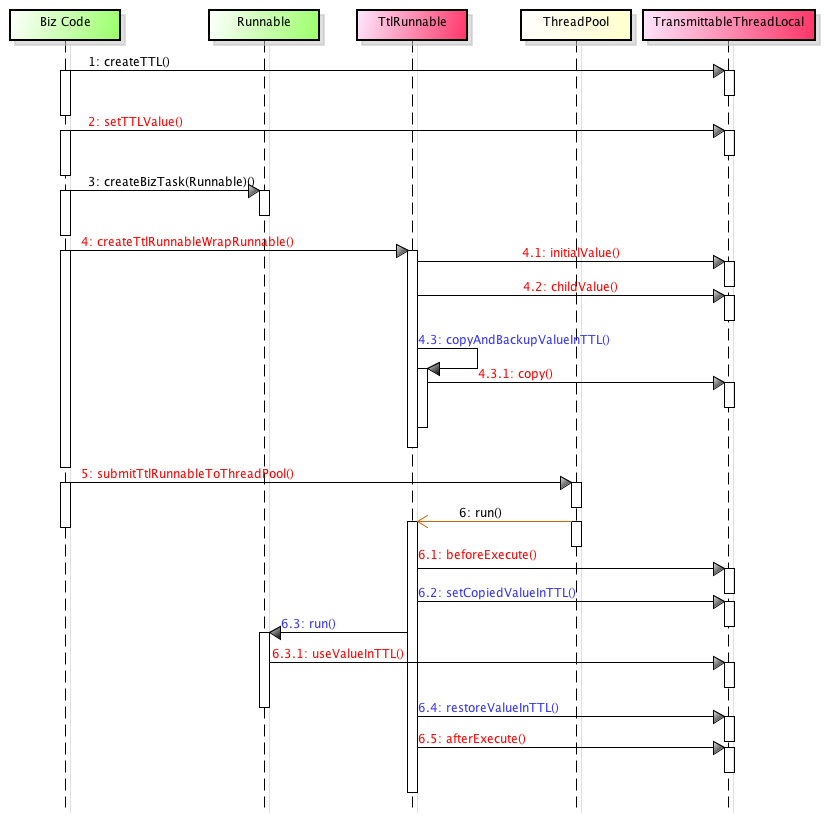 Biz Code
Runnable
TtlRunnable
ThreadPool
TransmittableThreadLocal
1: createTTL()
2: setTTLValue()
3: createBizTask(Runnable)()
4: createTtlRunnableWrapRunnable()
4.1: initialValue()
4.2: childValue()
4.3: copyAndBackupValueInTTL()
4.3.1: copy()
5: submitTtlRunnableToThreadPool()
6: run()
6.1: beforeExecute()
6.2: setCopiedValueInTTL()
6.3: run()
6.3.1: useValueInTTL()
6.4: restoreValueInTTL()
6.5: afterExecute()